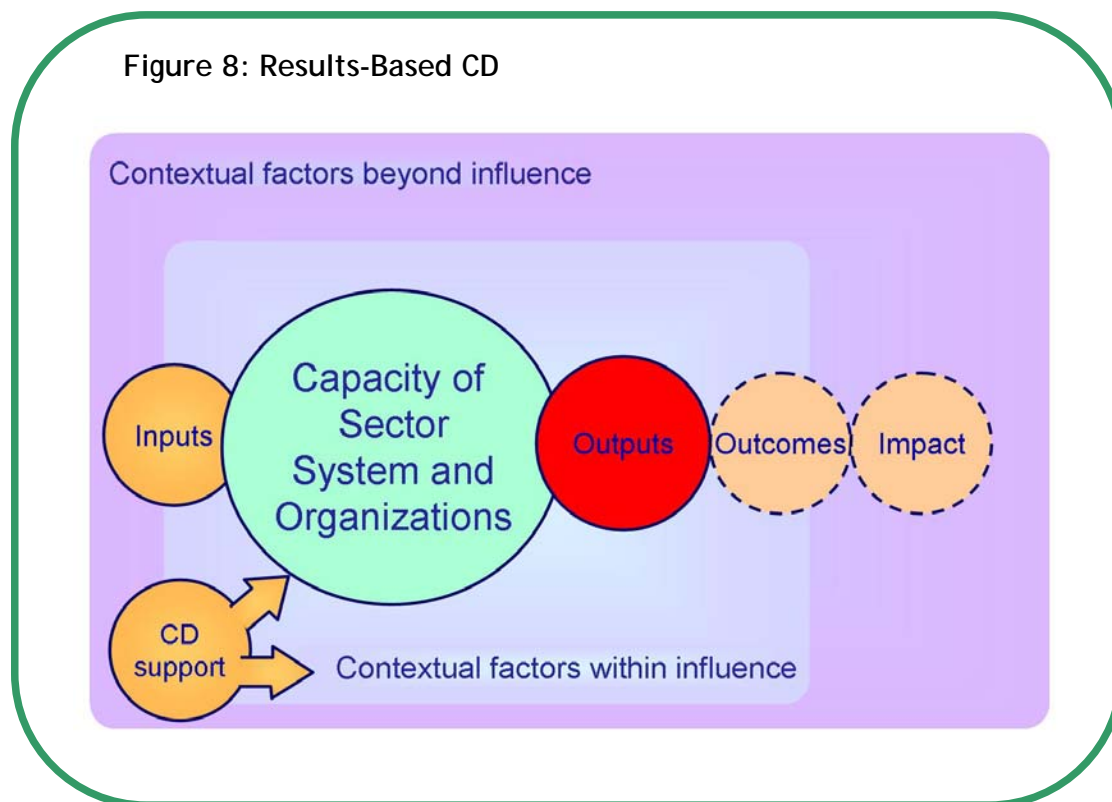 Figure 8: Results-Based CD
Contextual factors beyond influence
Inputs
Capacity of
Sector
System and
Organizations
Outputs
Outcomes
Impact
CD
support
Contextual factors within influence